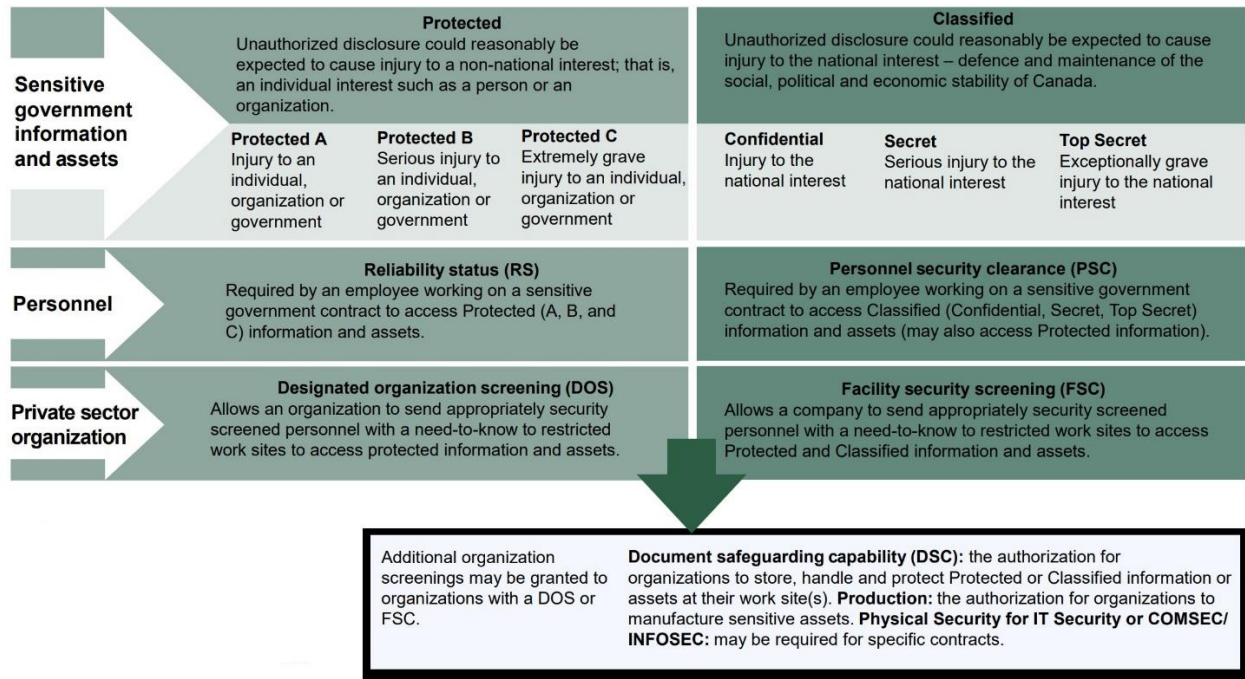 Sensitive
government
information
and assets
Protected
Unauthorized disclosure could reasonably be
expected to cause injury to a non-national interest; that is,
an individual interest such as a person or an
organization.
Protected A
Injury to an
individual,
organization or
government
Protected B
Serious injury to
an individual,
organization or
government
Protected C
Extremely grave
injury to an individual,
organization or
government
Classified
Unauthorized disclosure could reasonably be expected to cause
injury to the national interest – defence and maintenance of the
social, political and economic stability of Canada.
Confidential
Injury to the
national interest
Secret
Serious injury to the
national interest
Top Secret
Exceptionally grave
injury to the national
interest
Personnel
Reliability status (RS)
Required by an employee working on a sensitive
government contract to access Protected (A, B, and
C) information and assets.
Personnel security clearance (PSC)
Required by an employee working on a sensitive government
contract to access Classified (Confidential, Secret, Top Secret)
information and assets (may also access Protected information).
Private sector
organization
Designated organization screening (DOS)
Allows an organization to send appropriately security
screened personnel with a need-to-know to restricted
work sites to access protected information and assets.
Facility security screening (FSC)
Allows a company to send appropriately security screened
personnel with a need-to-know to restricted work sites to access
Protected and Classified information and assets.
Additional organization
screenings may be granted to
organizations with a DOS or
FSC.
Document safeguarding capability (DSC): the authorization for
organizations to store, handle and protect Protected or Classified information or
assets at their work site(s). Production: the authorization for organizations to
manufacture sensitive assets. Physical Security for IT Security or COMSEC/
INFOSEC: may be required for specific contracts.